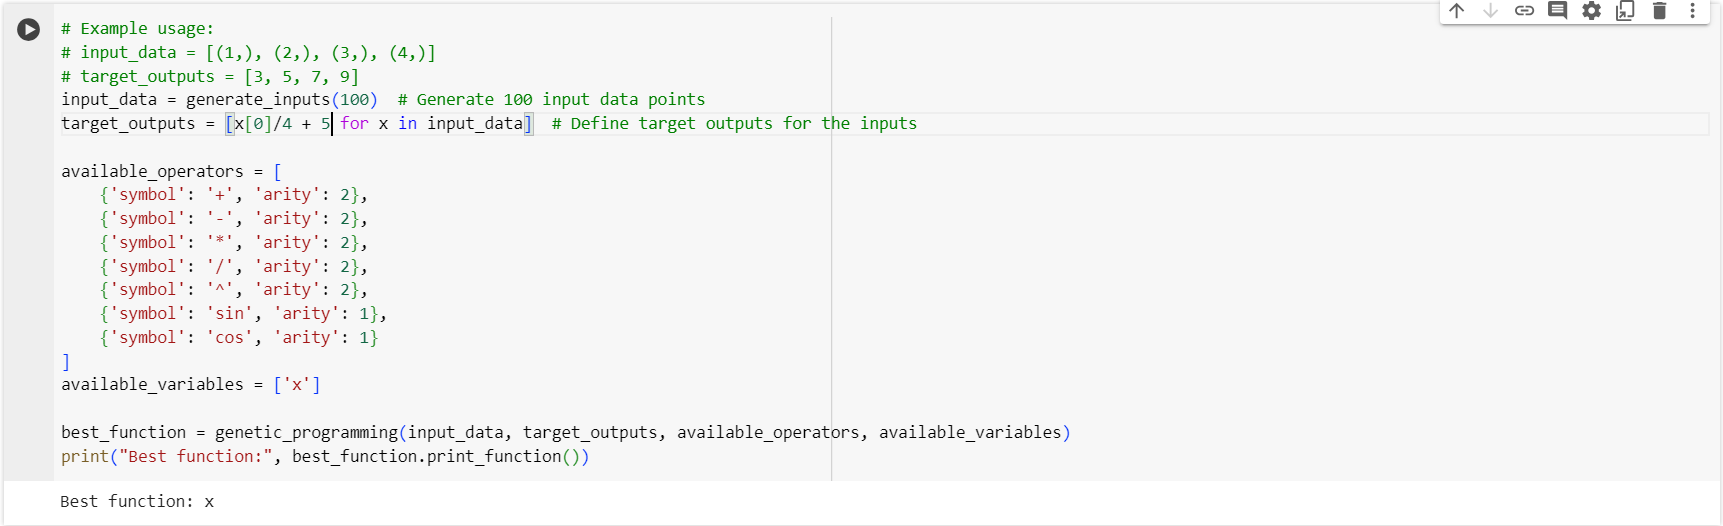 # Example usage:
# input_data = [(1,), (2,), (3,), (4,)]
# target_outputs = [3, 5, 7, 9]
input_data = generate_inputs(100)  # Generate 100 input data points
target_outputs = [x[0]/4 + 5 for x in input_data]  # Define target outputs for the inputs
available_operators = [
    {'symbol': '+', 'arity': 2},
    {'symbol': '-', 'arity': 2},
    {'symbol': '*', 'arity': 2},
    {'symbol': '/', 'arity': 2},
    {'symbol': '^', 'arity': 2},
    {'symbol': 'sin', 'arity': 1},
    {'symbol': 'cos', 'arity': 1}
]
available_variables = ['x']
best_function = genetic_programming(input_data, target_outputs, available_operators, available_variables)
print("Best function:", best_function.print_function())
Best function: x